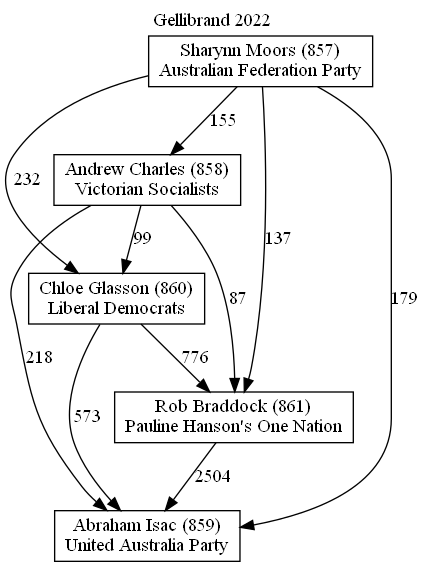 Gellibrand 2022
Sharynn Moors (857)
Australian Federation Party
155
Andrew Charles (858)
Victorian Socialists
232
99
137
Chloe Glasson (860)
Liberal Democrats
87
179
218
776
573
Rob Braddock (861)
Pauline Hanson's One Nation
2504
Abraham Isac (859)
United Australia Party